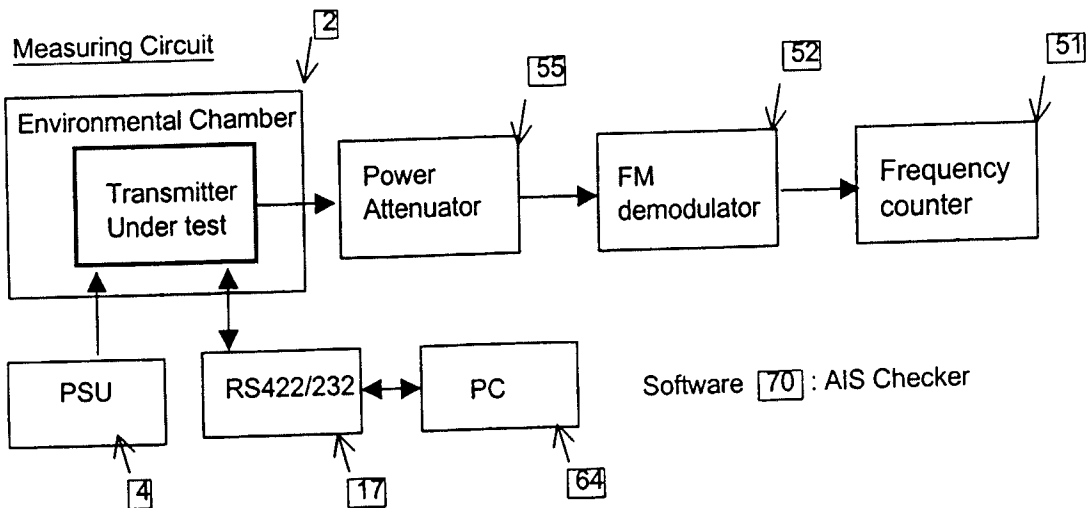 Measuring Circuit
2
55
52
51
Environmental Chamber
Transmitter
Under test
Power
Attenuator
FM
demodulator
Frequency
counter
PSU
RS422/232
PC
Software 70 : AIS Checker
4
17
64